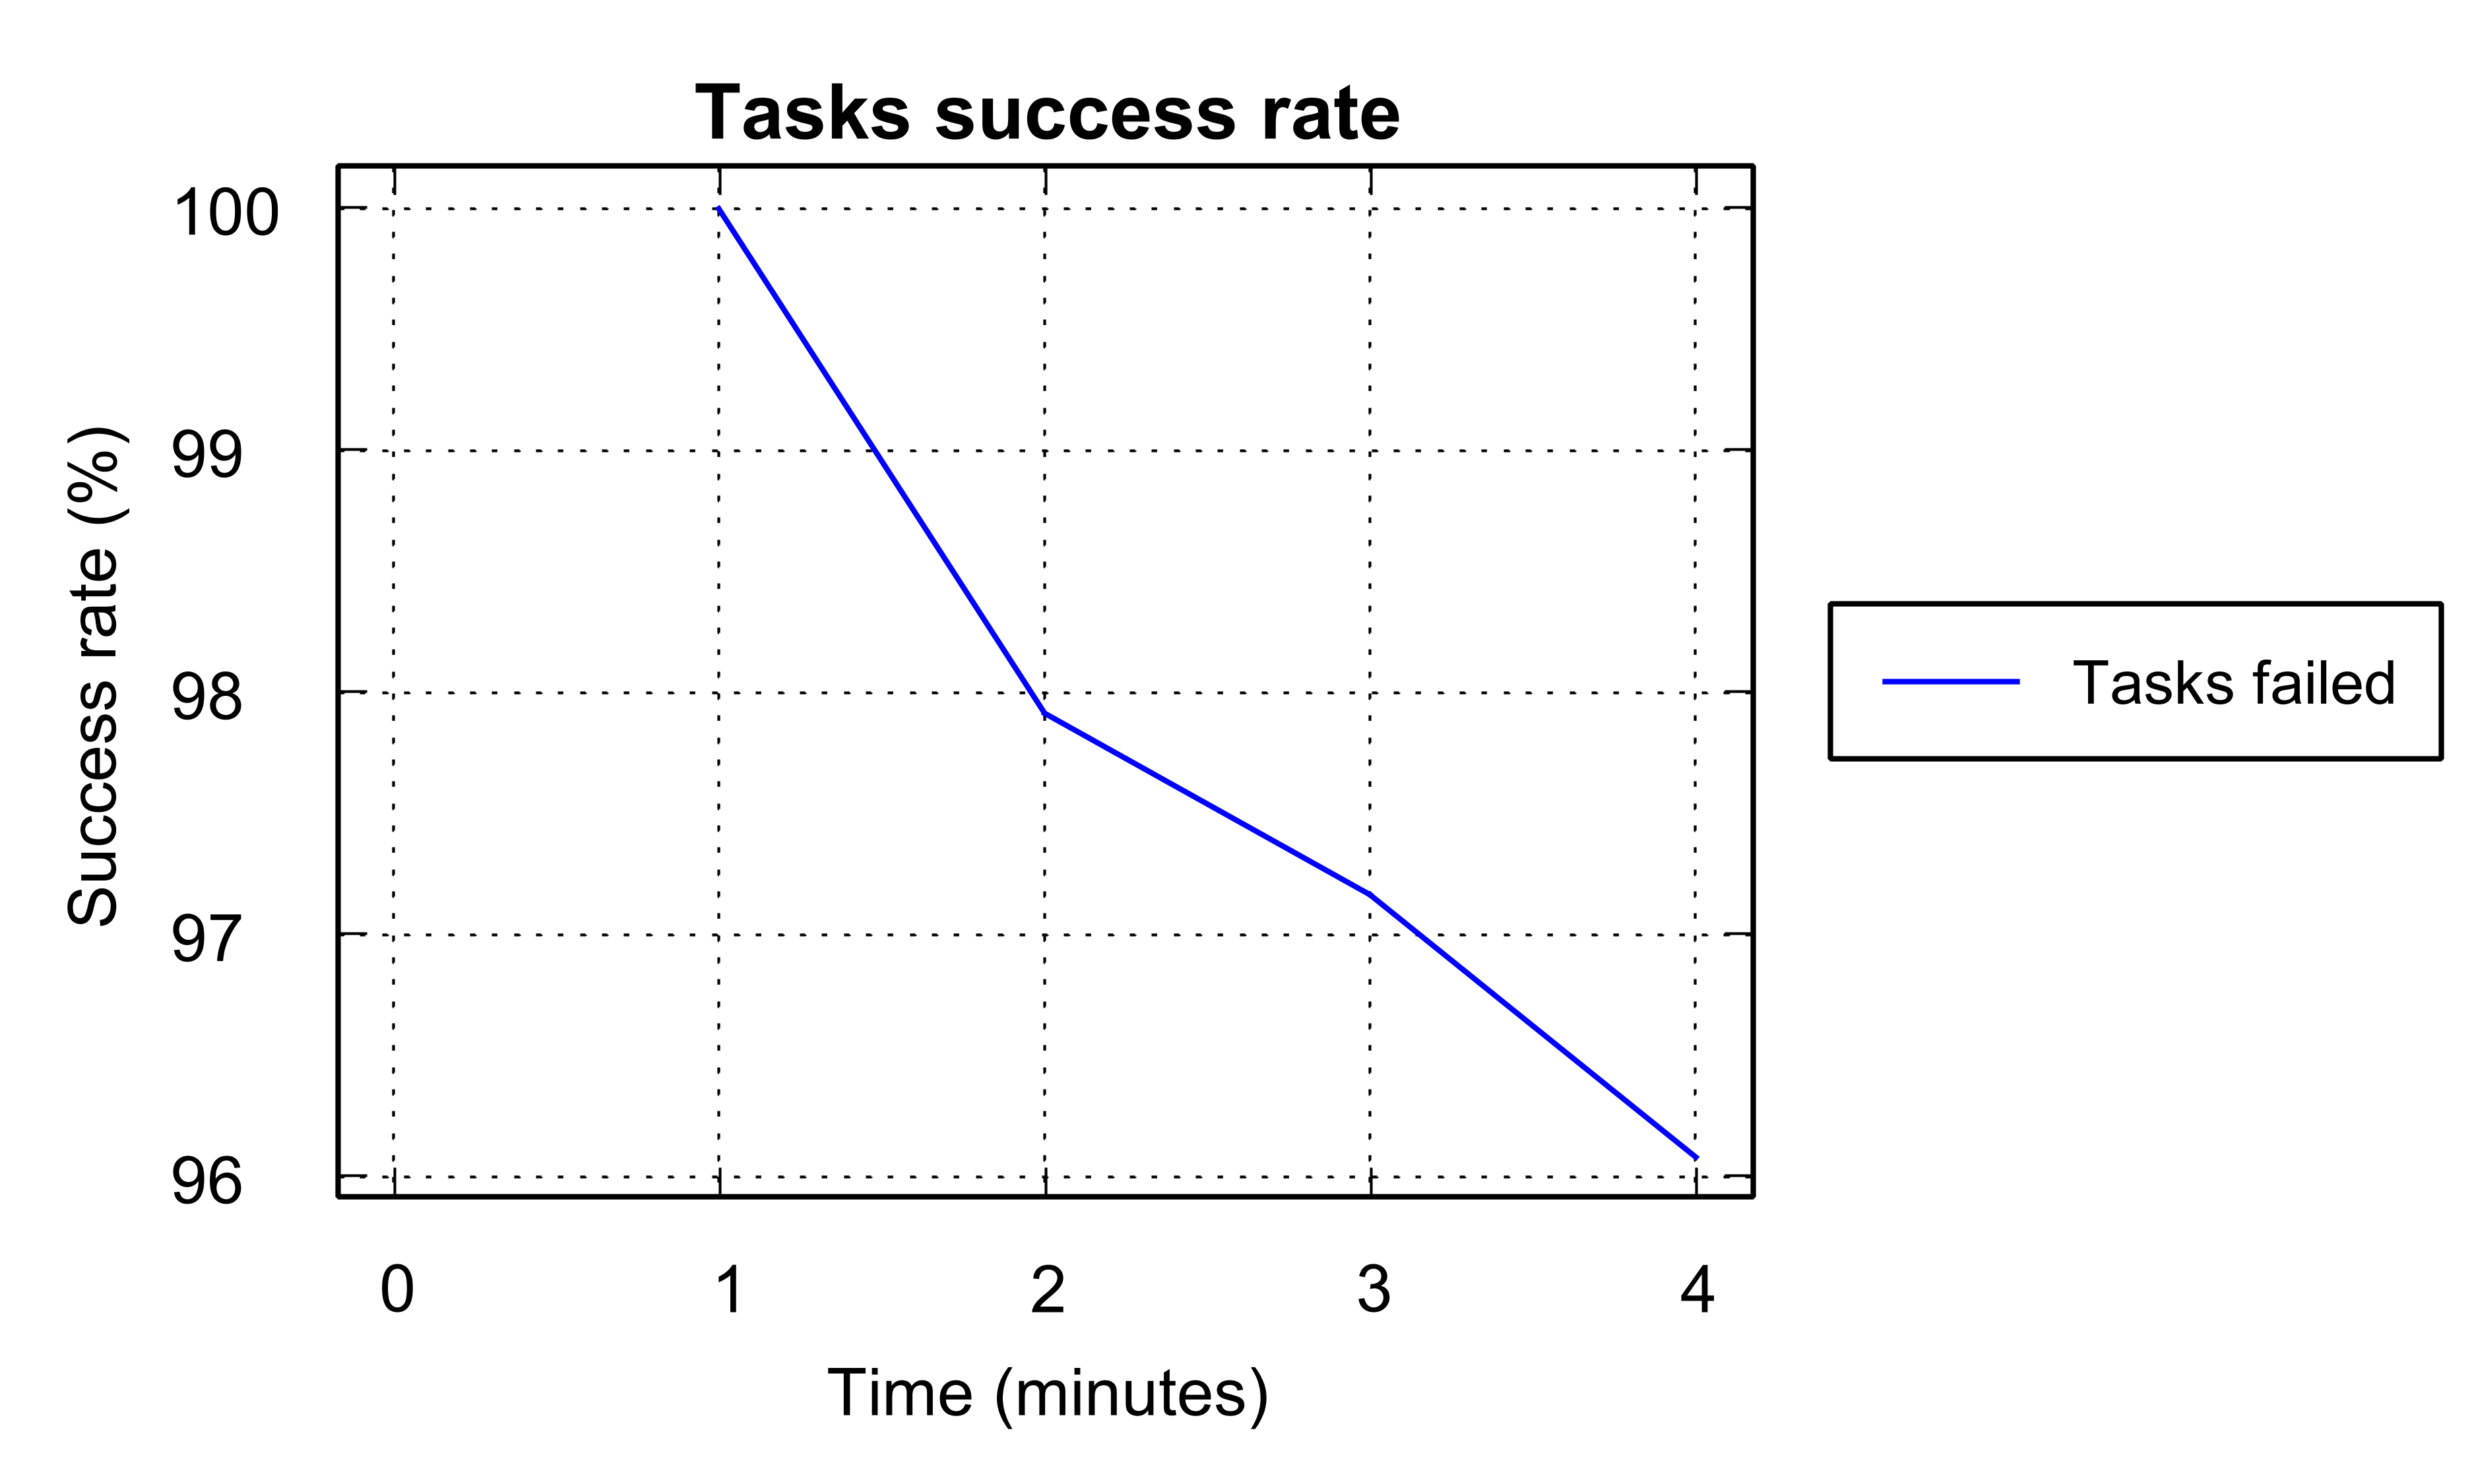 Tasks success rate
100
99
98
97
96
Success rate (%)
Tasks failed
0 1 2 3 4
Time (minutes)